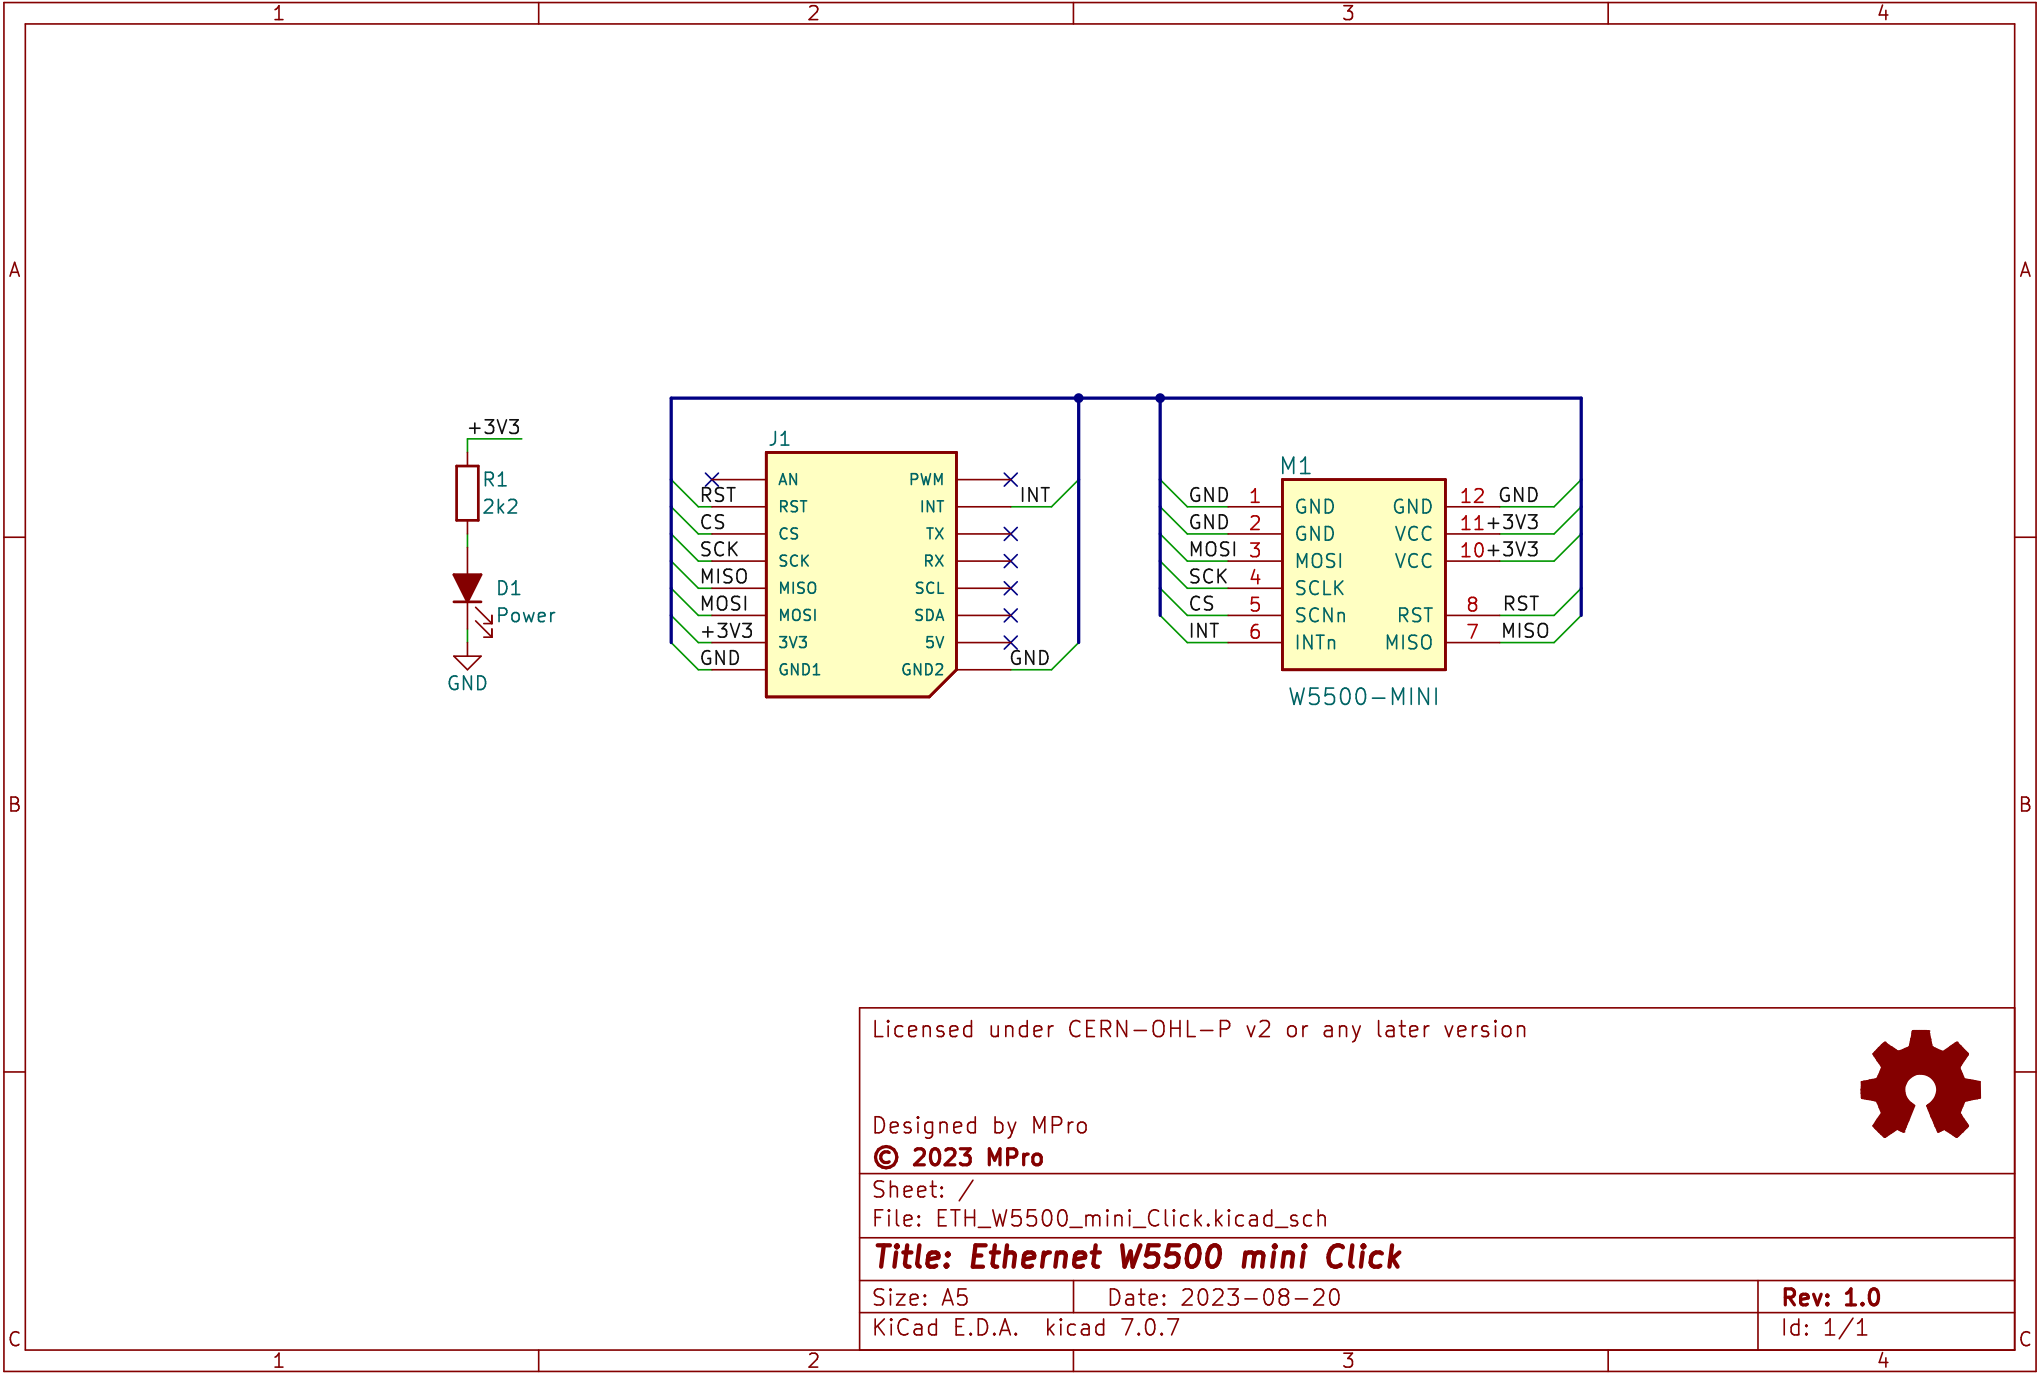 1 2 3 4
A A
B B
C C
+3V3
R1
2k2
D1
Power
GND
J1
RST
CS
SCK
MISO
MOSI
+3V3
GND
AN
RST
CS
SCK
MISO
MOSI
3V3
GND1
PWM
INT
TX
RX
SCL
SDA
5V
GND2
INT
GND
M1
GND 1
GND 2
MOSI 3
SCK 4
CS 5
INT 6
GND
GND
MOSI
SCLK
SCNn
INTn
GND
VCC
VCC
RST
MISO
12 GND
11 +3V3
10 +3V3
8 RST
7 MISO
W5500-MINI
Licensed under CERN-OHL-P v2 or any later version
Designed by MPro
© 2023 MPro
Sheet: /
File: ETH_W5500_mini_Click.kicad_sch
Title: Ethernet W5500 mini Click
Size: A5 Date: 2023-08-20 Rev: 1.0
KiCad E.D.A. kicad 7.0.7 Id: 1/1
1 2 3 4